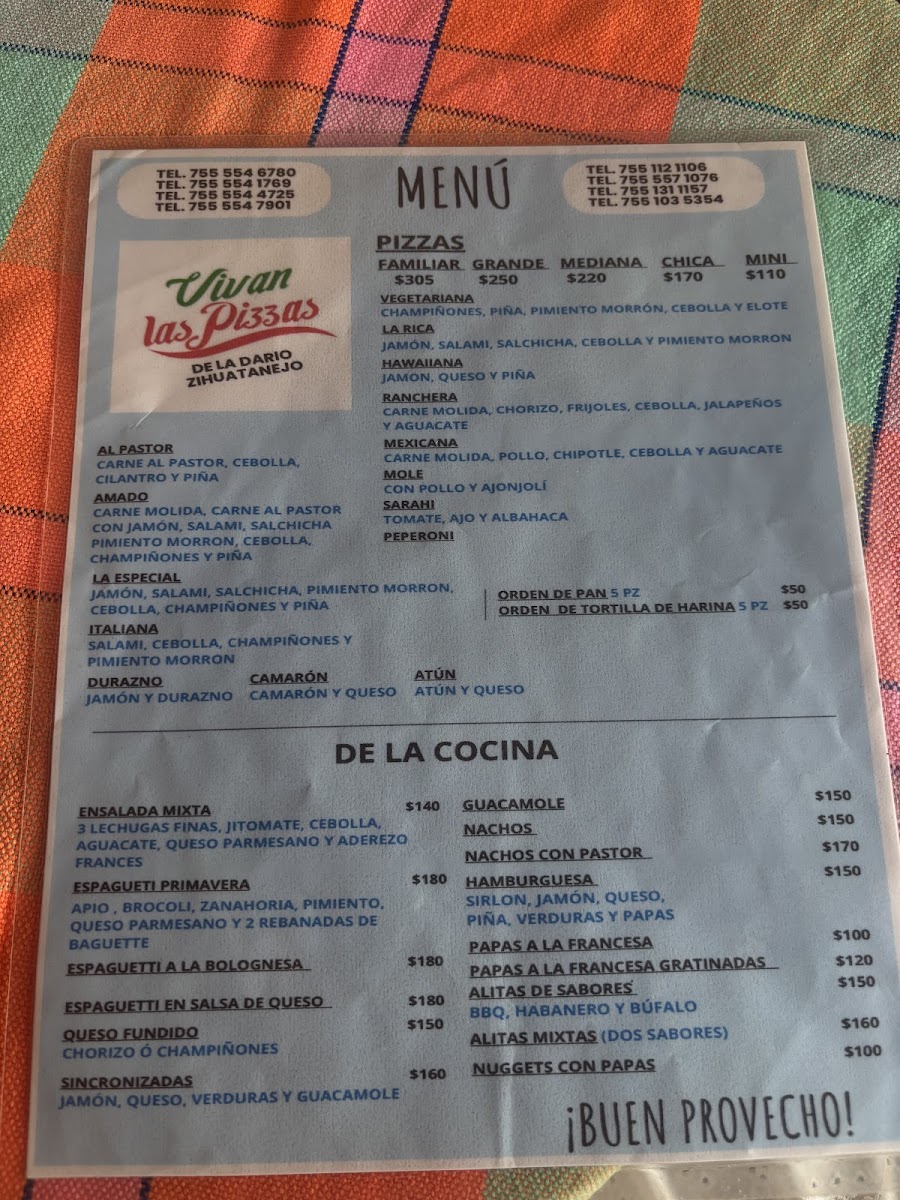 TEL. 755 554 6780
TEL. 755 554 1769
TEL. 755 554 4725
TEL. 755 554 7901
MENÚ
TEL. 755 112 1106
TEL. 755 557 1076
TEL. 755 131 1157
TEL. 755 103 5354
Vivan
las Pizzas
DE LA DARIO
ZIHUATANEJO
PIZZAS
FAMILIAR GRANDE MEDIANA CHICA MINI
$305 $250 $220 $170 $110
VEGETARIANA
CHAMPIÑONES, PIÑA, PIMIENTO MORRÓN, CEBOLLA Y ELOTE
LA RICA
JAMÓN, SALAMI, SALCHICHA, CEBOLLA Y PIMIENTO MORRON
HAWAIIANA
JAMON, QUESO Y PIÑA
RANCHERA
CARNE MOLIDA, CHORIZO, FRIJOLES, CEBOLLA, JALAPEÑOS
Y AGUACATE
MEXICANA
CARNE MOLIDA, POLLO, CHIPOTLE, CEBOLLA Y AGUACATE
MOLE
CON POLLO Y AJONJOLÍ
SARAHI
TOMATE, AJO Y ALBAHACA
PEPERONI
AL PASTOR
CARNE AL PASTOR, CEBOLLA,
CILANTRO Y PIÑA
AMADO
CARNE MOLIDA, CARNE AL PASTOR
CON JAMÓN, SALAMI, SALCHICHA
PIMIENTO MORRON, CEBOLLA,
CHAMPIÑONES Y PIÑA
LA ESPECIAL
JAMÓN, SALAMI, SALCHICHA, PIMIENTO MORRON,
CEBOLLA, CHAMPIÑONES Y PIÑA
ITALIANA
SALAMI, CEBOLLA, CHAMPIÑONES Y
PIMIENTO MORRON
ORDEN DE PAN 5 PZ $50
ORDEN DE TORTILLA DE HARINA 5 PZ $50
DURAZNO CAMARÓN ATÚN
JAMÓN Y DURAZNO CAMARÓN Y QUESO ATÚN Y QUESO
DE LA COCINA
ENSALADA MIXTA $140
3 LECHUGAS FINAS, JITOMATE, CEBOLLA,
AGUACATE, QUESO PARMESANO Y ADEREZO
FRANCES
ESPAGUETI PRIMAVERA $180
APIO , BROCOLI, ZANAHORIA, PIMIENTO,
QUESO PARMESANO Y 2 REBANADAS DE
BAGUETTE
ESPAGUETTI A LA BOLOGNESA $180
ESPAGUETTI EN SALSA DE QUESO $180
QUESO FUNDIDO $150
CHORIZO Ó CHAMPIÑONES
SINCRONIZADAS $160
JAMÓN, QUESO, VERDURAS Y GUACAMOLE
GUACAMOLE $150
NACHOS $150
NACHOS CON PASTOR $170
HAMBURGUESA $150
SIRLON, JAMÓN, QUESO,
PIÑA, VERDURAS Y PAPAS
PAPAS A LA FRANCESA $100
PAPAS A LA FRANCESA GRATINADAS $120
ALITAS DE SABORES $150
BBQ, HABANERO Y BÚFALO
ALITAS MIXTAS (DOS SABORES) $160
NUGGETS CON PAPAS $100
¡BUEN PROVECHO!